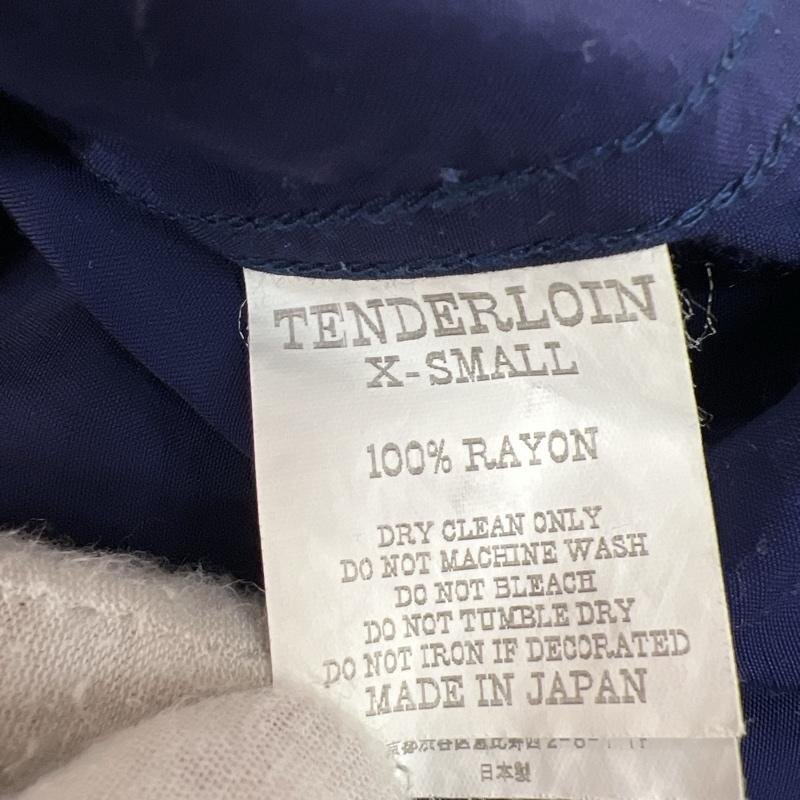 TENDERLOIN
X-SMALL
100% RAYON
DRY CLEAN ONLY
DO NOT MACHINE WASH
DO NOT BLEACH
DO NOT TUMBLE DRY
DO NOT IRON IF DECORATED
MADE IN JAPAN
日本製